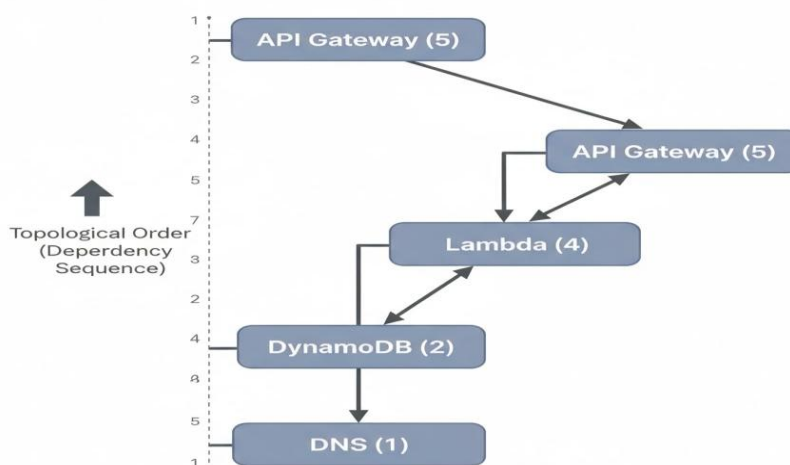 1
API Gateway (5)
2
3
4
API Gateway (5)
5
7
Lambda (4)
Topological Order
(Deperdency
Sequence)
3
2
4
DynamoDB (2)
5
DNS (1)
1